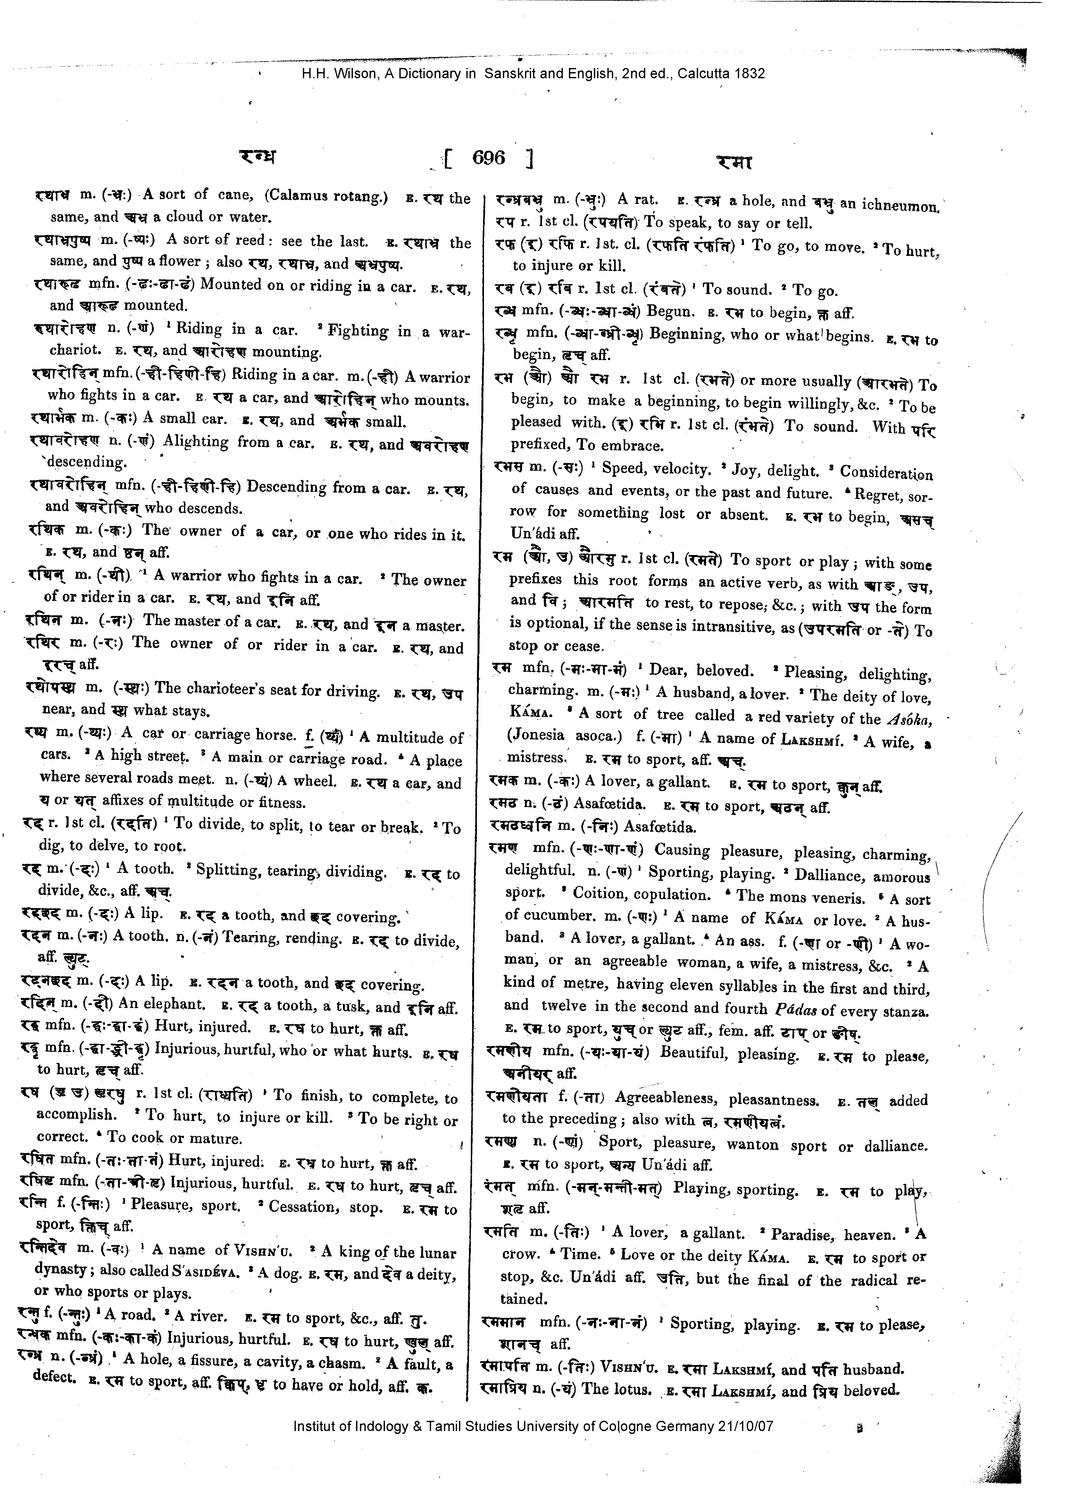 H.H. Wilson, A Dictionary in Sanskrit and English, 2nd ed., Calcutta 1832
रन्ध्र
[ 696 ]
रमा
रथाभ्र m. (-भ्रः) A sort of cane, (Calamus rotang.) E. रथ the
same, and अभ्र a cloud or water.
रथाभ्रपुष्प m. (-ष्पः) A sort of reed : see the last. E. रथाभ्र the
same, and पुष्प a flower ; also रथ, रथाभ्र, and अभ्रपुष्प.
रथारूढ mfn. (-ढः-ढा-ढं) Mounted on or riding in a car. E. रथ,
and आरूढ mounted.
रथारोहण n. (-णं) ¹ Riding in a car. ² Fighting in a war-
chariot. E. रथ, and आरोहण mounting.
रथारोहिन् mfn. (-ही-हिणी-हि) Riding in a car. m. (-ही) A warrior
who fights in a car. E. रथ a car, and आरोहिन् who mounts.
रथार्भक m. (-कः) A small car. E. रथ, and अर्भक small.
रथावरोहण n. (-णं) Alighting from a car. E. रथ, and अवरोहण
descending.
रथावरोहिन् mfn. (-ही-हिणी-हि) Descending from a car. E. रथ,
and अवरोहिन् who descends.
रथिक m. (-कः) The owner of a car, or one who rides in it.
E. रथ, and ठन् aff.
रथिन् m. (-थी) ¹ A warrior who fights in a car. ² The owner
of or rider in a car. E. रथ, and इनि aff.
रथिन m. (-नः) The master of a car. E. रथ, and इन a master.
रथिर m. (-रः) The owner of or rider in a car. E. रथ, and
इरच् aff.
रथोपस्थ m. (-स्थः) The charioteer's seat for driving. E. रथ, उप
near, and स्थ what stays.
रथ्य m. (-थ्यः) A car or carriage horse. f. (थ्या) ¹ A multitude of
cars. ² A high street. ³ A main or carriage road. ⁴ A place
where several roads meet. n. (-थ्यं) A wheel. E. रथ a car, and
य or यत् affixes of multitude or fitness.
रद r. 1st cl. (रदति) ¹ To divide, to split, to tear or break. ² To
dig, to delve, to root.
रद m. (-दः) ¹ A tooth. ² Splitting, tearing, dividing. E. रद to
divide, &c., aff. अच्.
रदच्छद m. (-दः) A lip. E. रद a tooth, and छद covering.
रदन m. (-नः) A tooth. n. (-नं) Tearing, rending. E. रद to divide,
aff. ल्युट्.
रदनच्छद m. (-दः) A lip. E. रदन a tooth, and छद covering.
रदिन् m. (-दी) An elephant. E. रद a tooth, a tusk, and इनि aff.
रद्ध mfn. (-द्धः-द्धा-द्धं) Hurt, injured. E. रध to hurt, क्त aff.
रद्धृ mfn. (-द्धा-द्ध्री-द्धृ) Injurious, hurtful, who or what hurts. E. रध
to hurt, तृच् aff.
रध (ऋ उ) ऋरधु r. 1st cl. (राध्यति) ¹ To finish, to complete, to
accomplish. ² To hurt, to injure or kill. ³ To be right or
correct. ⁴ To cook or mature.
रधित mfn. (-तः-ता-तं) Hurt, injured. E. रध to hurt, क्त aff.
रधितृ mfn. (-ता-त्री-तृ) Injurious, hurtful. E. रध to hurt, तृच् aff.
रन्ति f. (-न्तिः) ¹ Pleasure, sport. ² Cessation, stop. E. रम to
sport, क्तिच् aff.
रन्तिदेव m. (-वः) ¹ A name of VISHN'U. ² A king of the lunar
dynasty ; also called S'ASIDÉVA. ³ A dog. E. रम, and देव a deity,
or who sports or plays.
रन्तु f. (-न्तुः) ¹ A road. ² A river. E. रम to sport, &c., aff. तु.
रन्धक mfn. (-कः-का-कं) Injurious, hurtful. E. रध to hurt, ण्वुल् aff.
रन्ध्र n. (-न्ध्रं) ¹ A hole, a fissure, a cavity, a chasm. ² A fault, a
defect. E. रम to sport, aff. क्विप्, धृ to have or hold, aff. क.
रन्ध्रबभ्रु m. (-भ्रुः) A rat. E. रन्ध्र a hole, and बभ्रु an ichneumon.
रप r. 1st cl. (रपयति) To speak, to say or tell.
रफ (इ) रफि r. 1st. cl. (रफति रंफति) ¹ To go, to move. ² To hurt,
to injure or kill.
रब (इ) रबि r. 1st cl. (रंबते) ¹ To sound. ² To go.
रब्ध mfn. (-ब्धः-ब्धा-ब्धं) Begun. E. रभ to begin, क्त aff.
रब्धृ mfn. (-ब्धा-ब्ध्री-ब्धृ) Beginning, who or what begins. E. रभ to
begin, तृच् aff.
रभ (औ) औ रभ r. 1st cl. (रभते) or more usually (आरभते) To
begin, to make a beginning, to begin willingly, &c. ² To be
pleased with. (इ) रभि r. 1st cl. (रंभते) To sound. With परि
prefixed, To embrace.
रभस m. (-सः) ¹ Speed, velocity. ² Joy, delight. ³ Consideration
of causes and events, or the past and future. ⁴ Regret, sor-
row for something lost or absent. E. रभ to begin, असच्
Un'ádi aff.
रम (औ, उ) औरमु r. 1st cl. (रमते) To sport or play ; with some
prefixes this root forms an active verb, as with आङ्, उप,
and वि ; आरमति to rest, to repose, &c. ; with उप the form
is optional, if the sense is intransitive, as (उपरमति or -ते) To
stop or cease.
रम mfn. (-मः-मा-मं) ¹ Dear, beloved. ² Pleasing, delighting,
charming. m. (-मः) ¹ A husband, a lover. ² The deity of love,
KÁMA. ³ A sort of tree called a red variety of the Asóka,
(Jonesia asoca.) f. (-मा) ¹ A name of LAKSHMÍ. ² A wife, a
mistress. E. रम to sport, aff. अच्.
रमक m. (-कः) A lover, a gallant. E. रम to sport, क्वुन् aff.
रमठ n. (-ठं) Asafœtida. E. रम to sport, अठन् aff.
रमठध्वनि m. (-निः) Asafœtida.
रमण mfn. (-णः-णा-णं) Causing pleasure, pleasing, charming,
delightful. n. (-णं) ¹ Sporting, playing. ² Dalliance, amorous
sport. ³ Coition, copulation. ⁴ The mons veneris. ⁵ A sort
of cucumber. m. (-णः) ¹ A name of KÁMA or love. ² A hus-
band. ³ A lover, a gallant. ⁴ An ass. f. (-णा or -णी) ¹ A wo-
man, or an agreeable woman, a wife, a mistress, &c. ² A
kind of metre, having eleven syllables in the first and third,
and twelve in the second and fourth Pádas of every stanza.
E. रम to sport, युच् or ल्युट् aff., fem. aff. टाप् or ङीष्.
रमणीय mfn. (-यः-या-यं) Beautiful, pleasing. E. रम to please,
अनीयर् aff.
रमणीयता f. (-ता) Agreeableness, pleasantness. E. तल् added
to the preceding ; also with त्व, रमणीयत्वं.
रमण्य n. (-ण्यं) Sport, pleasure, wanton sport or dalliance.
E. रम to sport, अन्य Un'ádi aff.
रंमत् mfn. (-मन्-मन्ती-मत्) Playing, sporting. E. रम to play,
शतृ aff.
रमति m. (-तिः) ¹ A lover, a gallant. ² Paradise, heaven. ³ A
crow. ⁴ Time. ⁵ Love or the deity KÁMA. E. रम to sport or
stop, &c. Un'ádi aff. अति, but the final of the radical re-
tained.
रममान mfn. (-नः-ना-नं) ¹ Sporting, playing. E. रम to please,
शानच् aff.
रमापति m. (-तिः) VISHN'U. E. रमा LAKSHMÍ, and पति husband.
रमाप्रिय n. (-यं) The lotus. E. रमा LAKSHMÍ, and प्रिय beloved.
Institut of Indology & Tamil Studies University of Cologne Germany 21/10/07